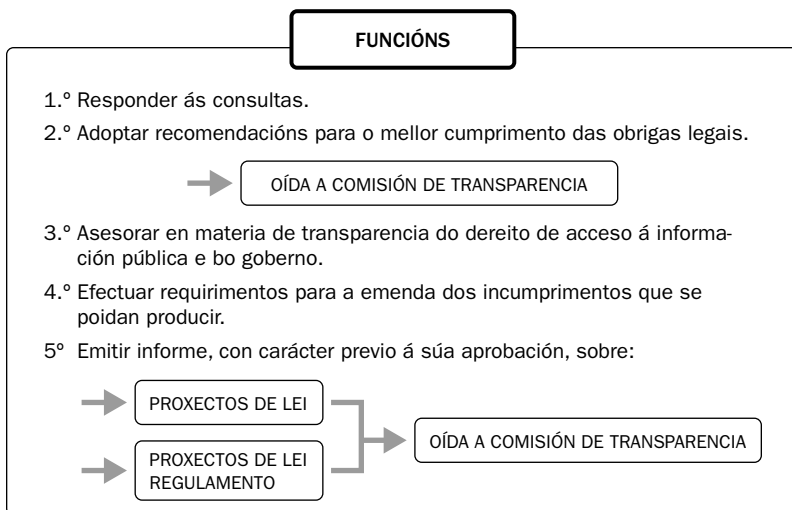 FUNCIÓNS
1.º Responder ás consultas.
2.º Adoptar recomendacións para o mellor cumprimento das obrigas legais.
OÍDA A COMISIÓN DE TRANSPARENCIA
3.º Asesorar en materia de transparencia do dereito de acceso á informa-
ción pública e bo goberno.
4.º Efectuar requirimentos para a emenda dos incumprimentos que se
poidan producir.
5º Emitir informe, con carácter previo á súa aprobación, sobre:
PROXECTOS DE LEI
PROXECTOS DE LEI
REGULAMENTO
OÍDA A COMISIÓN DE TRANSPARENCIA